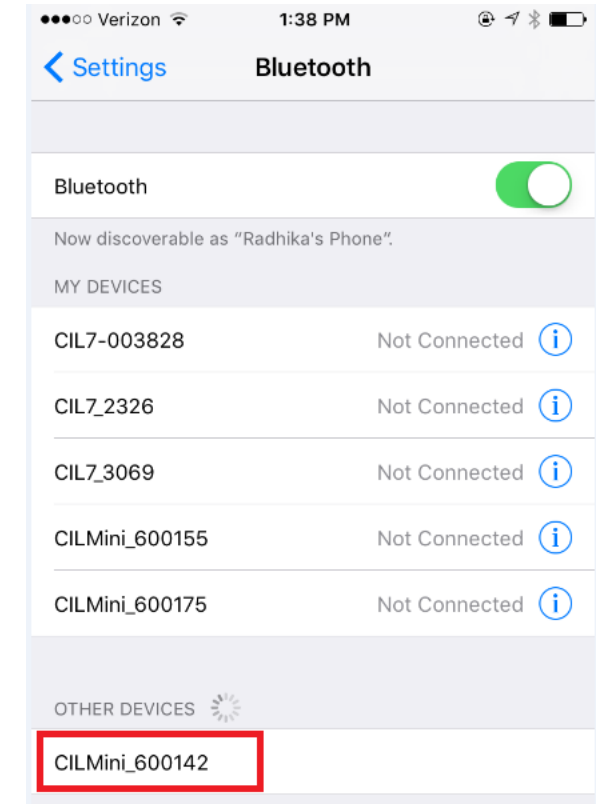 Verizon 1:38 PM
Settings Bluetooth
Bluetooth
Now discoverable as “Radhika's Phone”.
MY DEVICES
CIL7-003828 Not Connected i
CIL7_2326 Not Connected i
CIL7_3069 Not Connected i
CILMini_600155 Not Connected i
CILMini_600175 Not Connected i
OTHER DEVICES
CILMini_600142